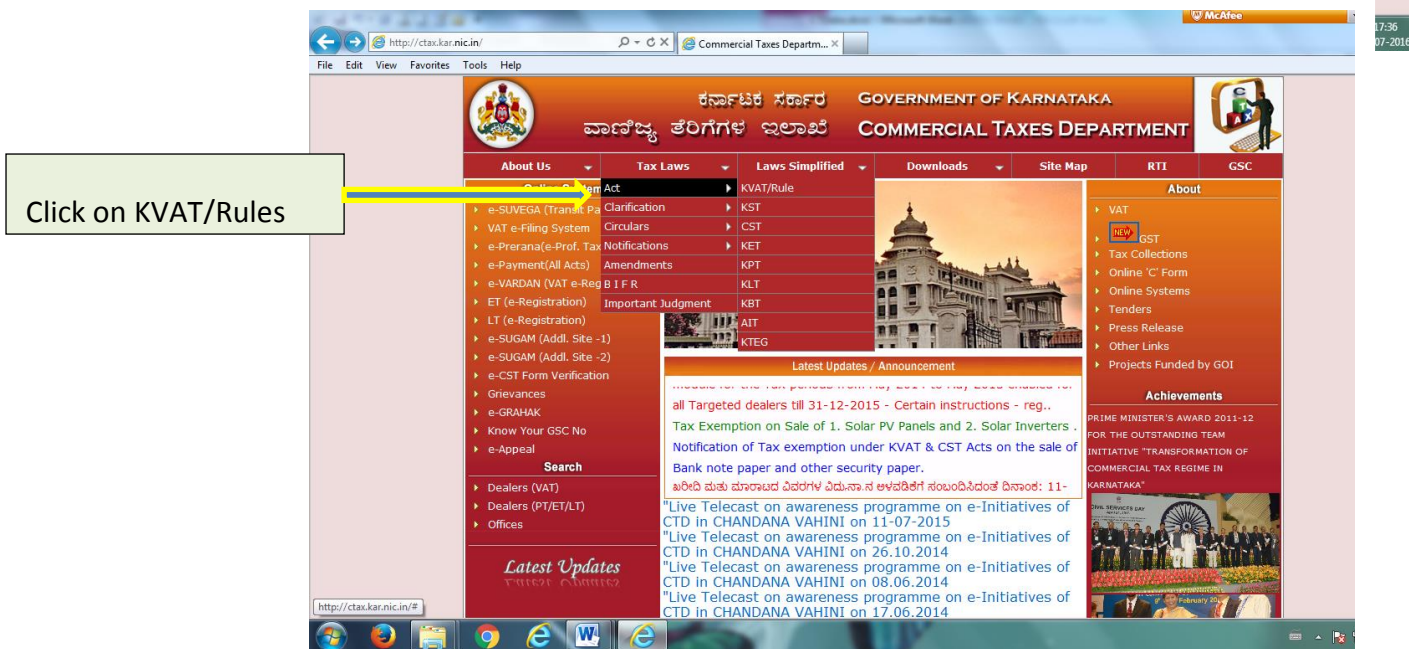 McAfee
17:36
07-2016
http://ctax.kar.nic.in/
Commercial Taxes Departm...
File Edit View Favorites Tools Help
ಕರ್ನಾಟಕ ಸರ್ಕಾರ GOVERNMENT OF KARNATAKA
ವಾಣಿಜ್ಯ ತೆರಿಗೆಗಳ ಇಲಾಖೆ COMMERCIAL TAXES DEPARTMENT
About Us Tax Laws Laws Simplified Downloads Site Map RTI GSC
Click on KVAT/Rules
e-SUVEGA (Transit Pa
VAT e-Filing System
e-Prerana(e-Prof. Tax
e-Payment(All Acts)
e-VARDAN (VAT e-Reg
ET (e-Registration)
LT (e-Registration)
e-SUGAM (Addl. Site -1)
e-SUGAM (Addl. Site -2)
e-CST Form Verification
Grievances
e-GRAHAK
Know Your GSC No
e-Appeal
Search
Dealers (VAT)
Dealers (PT/ET/LT)
Offices
Latest Updates
Act
Clarification
Circulars
Notifications
Amendments
B I F R
Important Judgment
KVAT/Rule
KST
CST
KET
KPT
KLT
KBT
AIT
KTEG
Latest Updates / Announcement
all Targeted dealers till 31-12-2015 - Certain instructions - reg..
Tax Exemption on Sale of 1. Solar PV Panels and 2. Solar Inverters .
Notification of Tax exemption under KVAT & CST Acts on the sale of
Bank note paper and other security paper.
ಖರೀದಿ ಮತ್ತು ಮಾರಾಟದ ವಿವರಗಳ ವಿದ್ಯುನ್ಮಾನ ಅಳವಡಿಕೆಗೆ ಸಂಬಂದಿಸಿದಂತೆ ದಿನಾಂಕ: 11-
"Live Telecast on awareness programme on e-Initiatives of
CTD in CHANDANA VAHINI on 11-07-2015
"Live Telecast on awareness programme on e-Initiatives of
CTD in CHANDANA VAHINI on 26.10.2014
"Live Telecast on awareness programme on e-Initiatives of
CTD in CHANDANA VAHINI on 08.06.2014
"Live Telecast on awareness programme on e-Initiatives of
CTD in CHANDANA VAHINI on 17.06.2014
About
VAT
NEW GST
Tax Collections
Online 'C' Form
Online Systems
Tenders
Press Release
Other Links
Projects Funded by GOI
Achievements
PRIME MINISTER'S AWARD 2011-12
FOR THE OUTSTANDING TEAM
INITIATIVE "TRANSFORMATION OF
COMMERCIAL TAX REGIME IN
KARNATAKA"
http://ctax.kar.nic.in/#